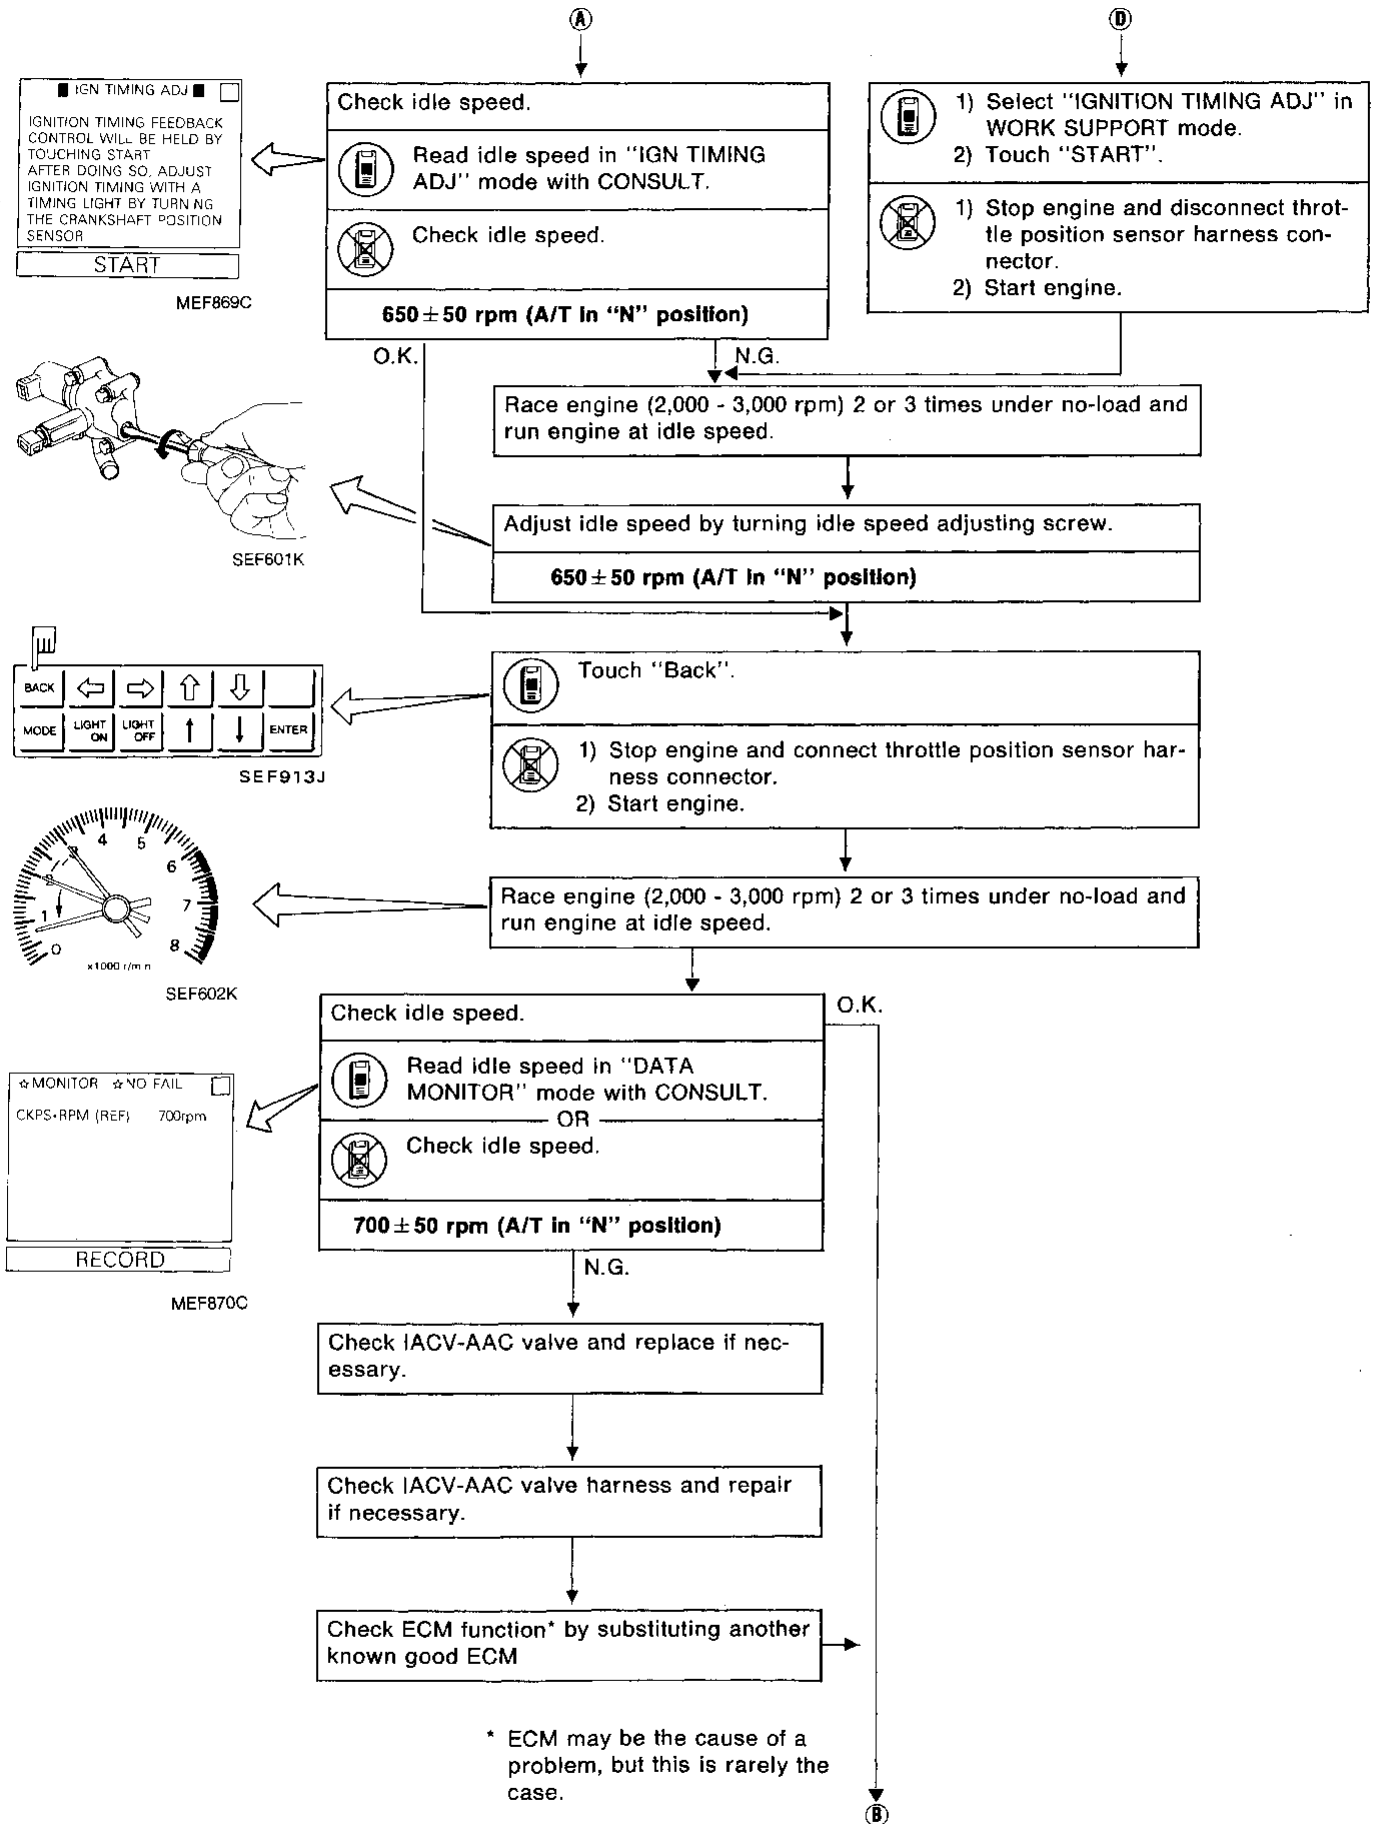 A
D
IGN TIMING ADJ
IGNITION TIMING FEEDBACK
CONTROL WILL BE HELD BY
TOUCHING START
AFTER DOING SO, ADJUST
IGNITION TIMING WITH A
TIMING LIGHT BY TURN NG
THE CRANKSHAFT POSITION
SENSOR
START
MEF869C
Check idle speed.
Read idle speed in "IGN TIMING
ADJ" mode with CONSULT.
Check idle speed.
650 ± 50 rpm (A/T in "N" position)
O.K.
N.G.
1) Select "IGNITION TIMING ADJ" in
WORK SUPPORT mode.
2) Touch "START".
1) Stop engine and disconnect throt-
tle position sensor harness con-
nector.
2) Start engine.
Race engine (2,000 - 3,000 rpm) 2 or 3 times under no-load and
run engine at idle speed.
SEF601K
Adjust idle speed by turning idle speed adjusting screw.
650 ± 50 rpm (A/T in "N" position)
BACK
MODE
LIGHT
ON
LIGHT
OFF
ENTER
SEF913J
Touch "Back".
1) Stop engine and connect throttle position sensor har-
ness connector.
2) Start engine.
0 1 2 3 4 5 6 7 8
x1000 r/m n
SEF602K
Race engine (2,000 - 3,000 rpm) 2 or 3 times under no-load and
run engine at idle speed.
Check idle speed.
O.K.
Read idle speed in "DATA
MONITOR" mode with CONSULT.
OR
Check idle speed.
700 ± 50 rpm (A/T in "N" position)
N.G.
☆MONITOR ☆NO FAIL
CKPS•RPM (REF) 700rpm
RECORD
MEF870C
Check IACV-AAC valve and replace if nec-
essary.
Check IACV-AAC valve harness and repair
if necessary.
Check ECM function* by substituting another
known good ECM
* ECM may be the cause of a
problem, but this is rarely the
case.
B